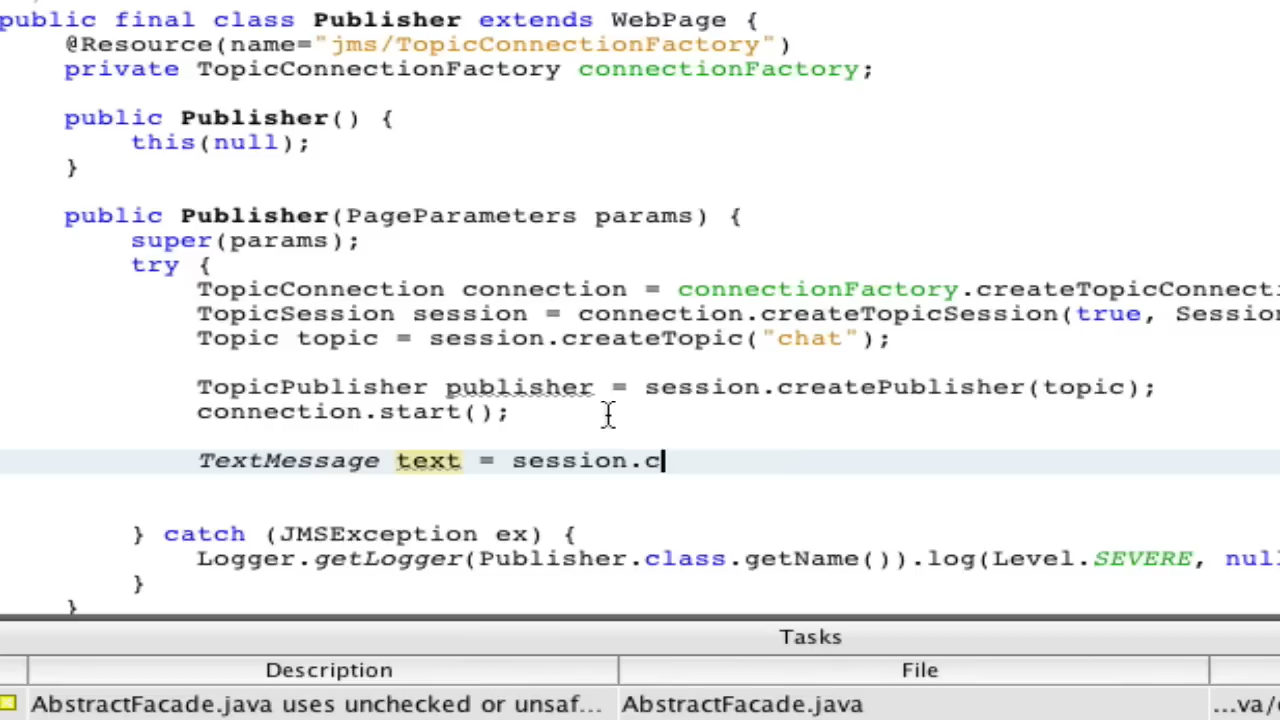 public final class Publisher extends WebPage {
@Resource(name="jms/TopicConnectionFactory")
private TopicConnectionFactory connectionFactory;
public Publisher() {
this(null);
}
public Publisher(PageParameters params) {
super(params);
try {
TopicConnection connection = connectionFactory.createTopicConnecti
TopicSession session = connection.createTopicSession(true, Session
Topic topic = session.createTopic("chat");
TopicPublisher publisher = session.createPublisher(topic);
connection.start();
TextMessage text = session.c
} catch (JMSException ex) {
Logger.getLogger(Publisher.class.getName()).log(Level.SEVERE, null
}
}
Tasks
Description File
AbstractFacade.java uses unchecked or unsaf... AbstractFacade.java ...va/